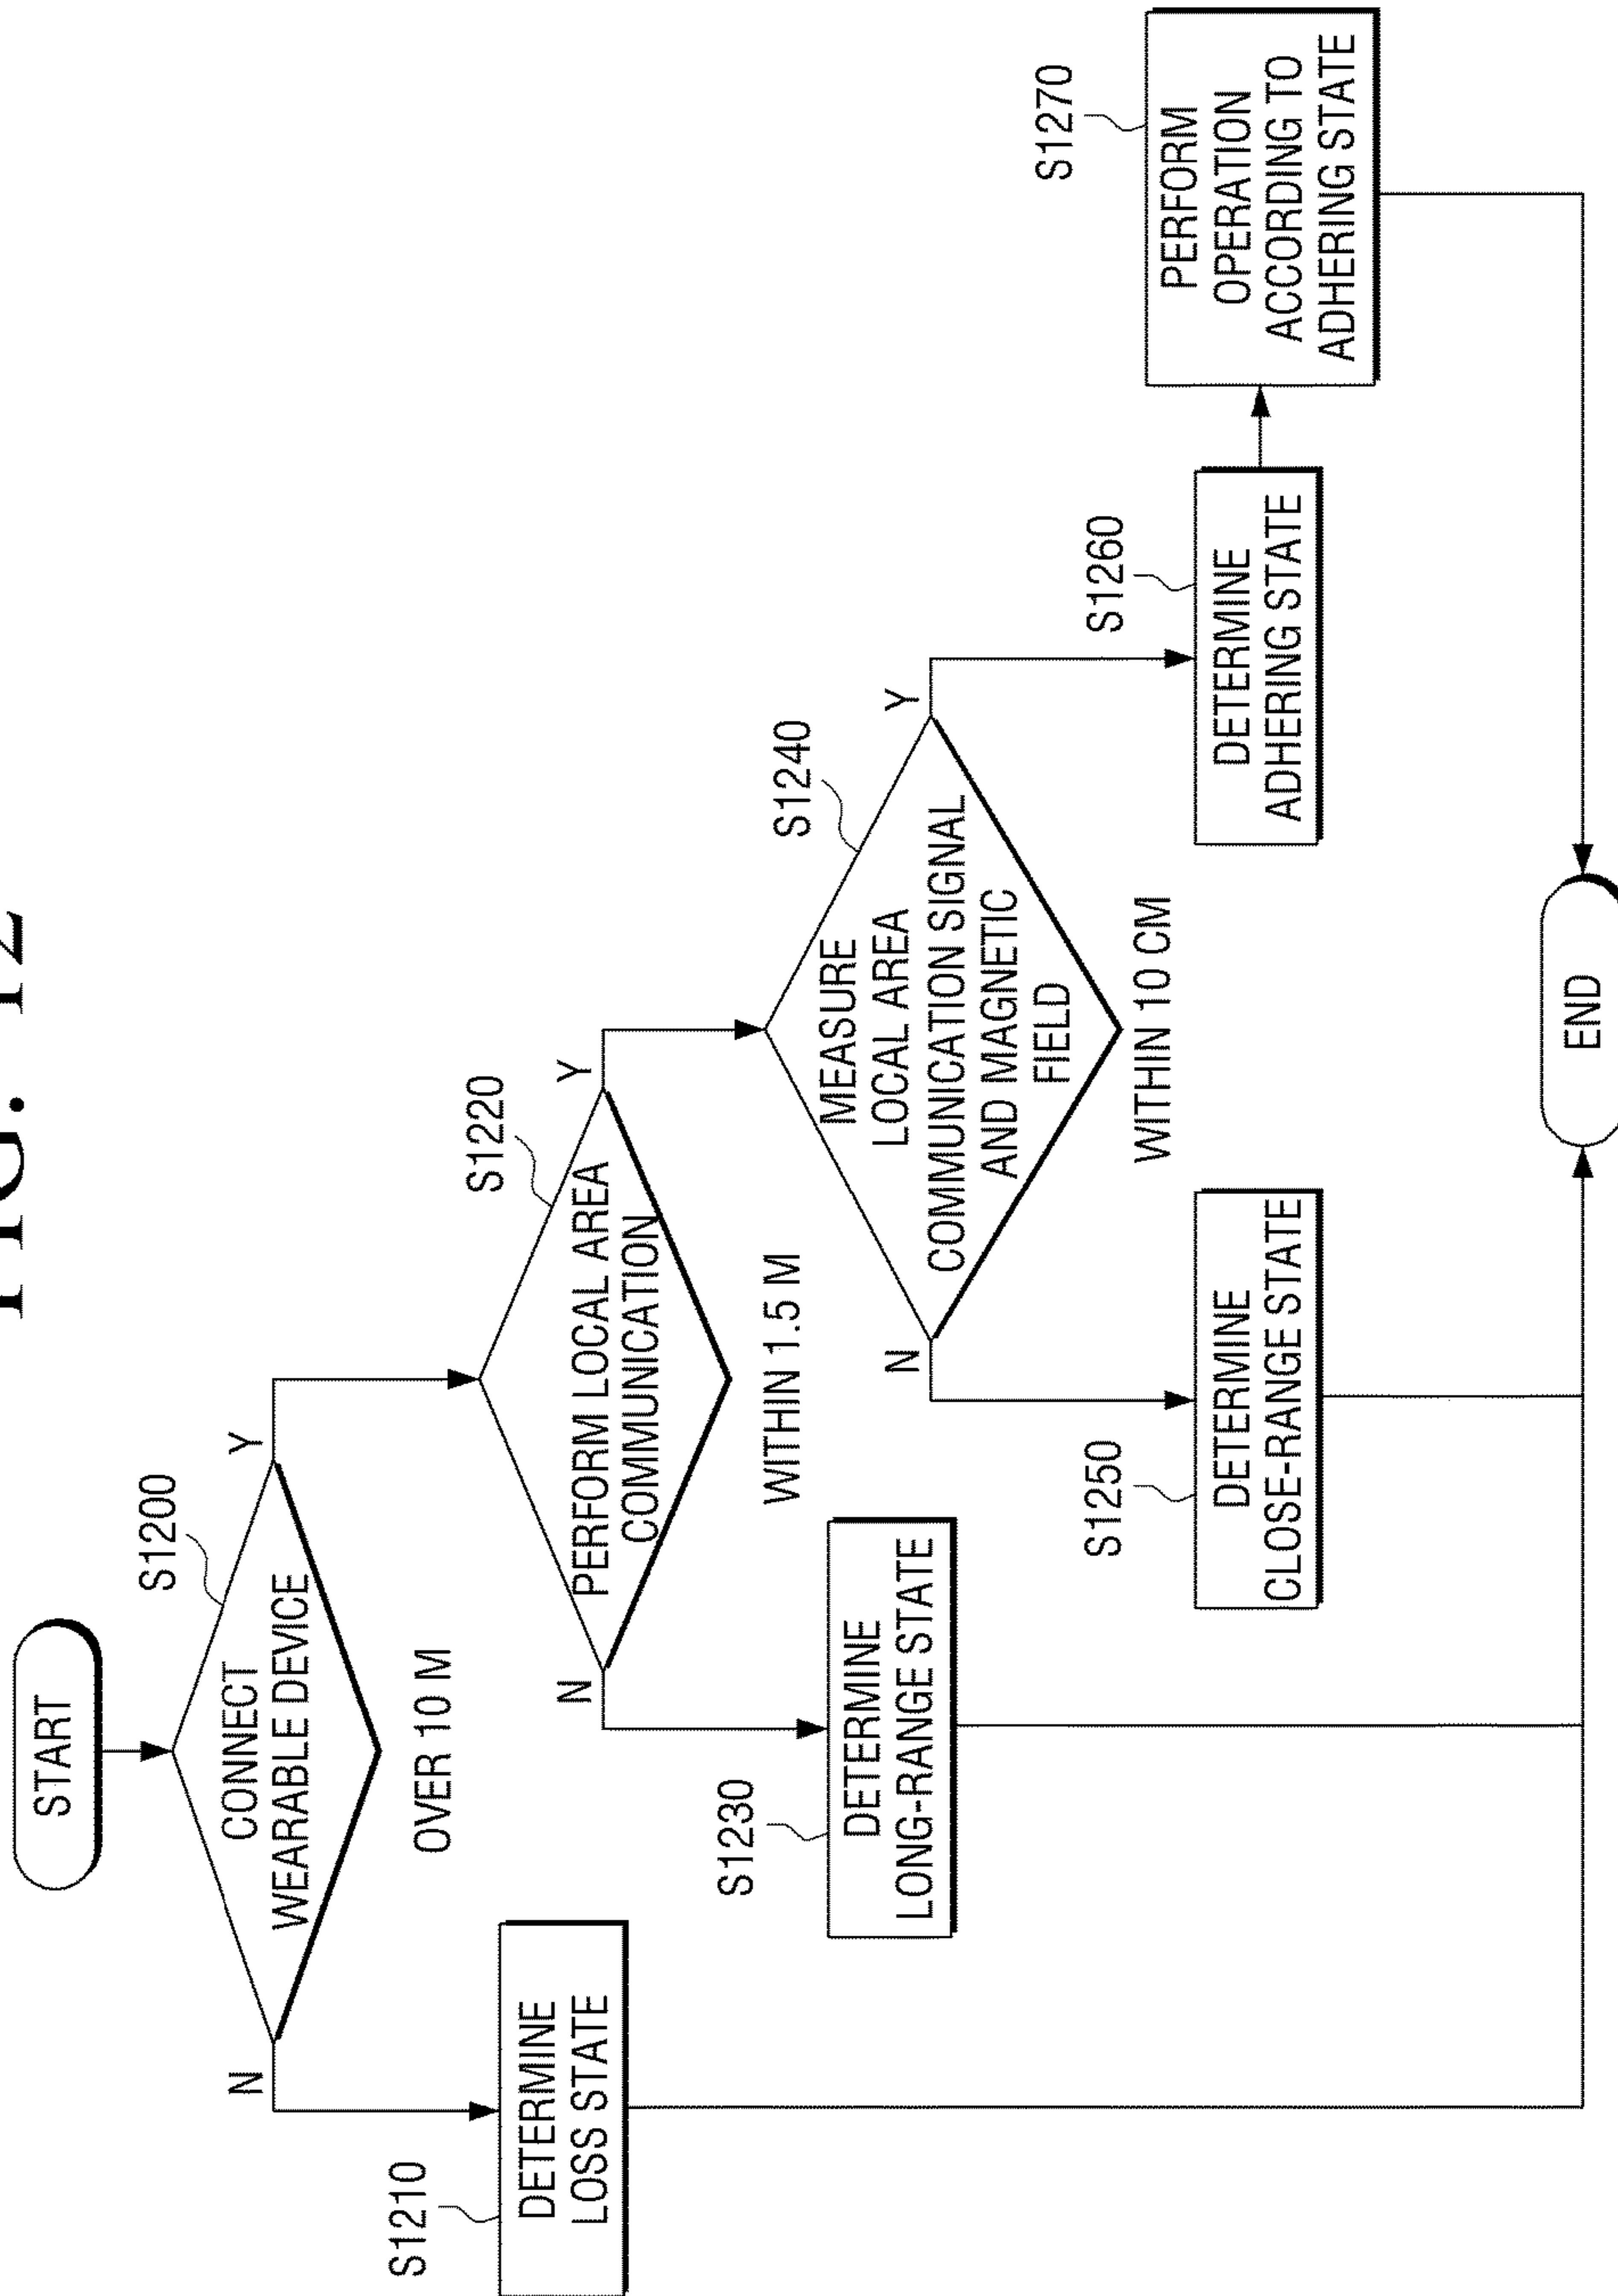 FIG. 12
START
S1200
CONNECT
WEARABLE DEVICE
N
Y
OVER 10 M
S1210
DETERMINE
LOSS STATE
S1220
PERFORM LOCAL AREA
COMMUNICATION
N
Y
WITHIN 1.5 M
S1230
DETERMINE
LONG-RANGE STATE
S1240
MEASURE
LOCAL AREA
COMMUNICATION SIGNAL
AND MAGNETIC
FIELD
N
Y
WITHIN 10 CM
S1250
DETERMINE
CLOSE-RANGE STATE
S1260
DETERMINE
ADHERING STATE
S1270
PERFORM
OPERATION
ACCORDING TO
ADHERING STATE
END